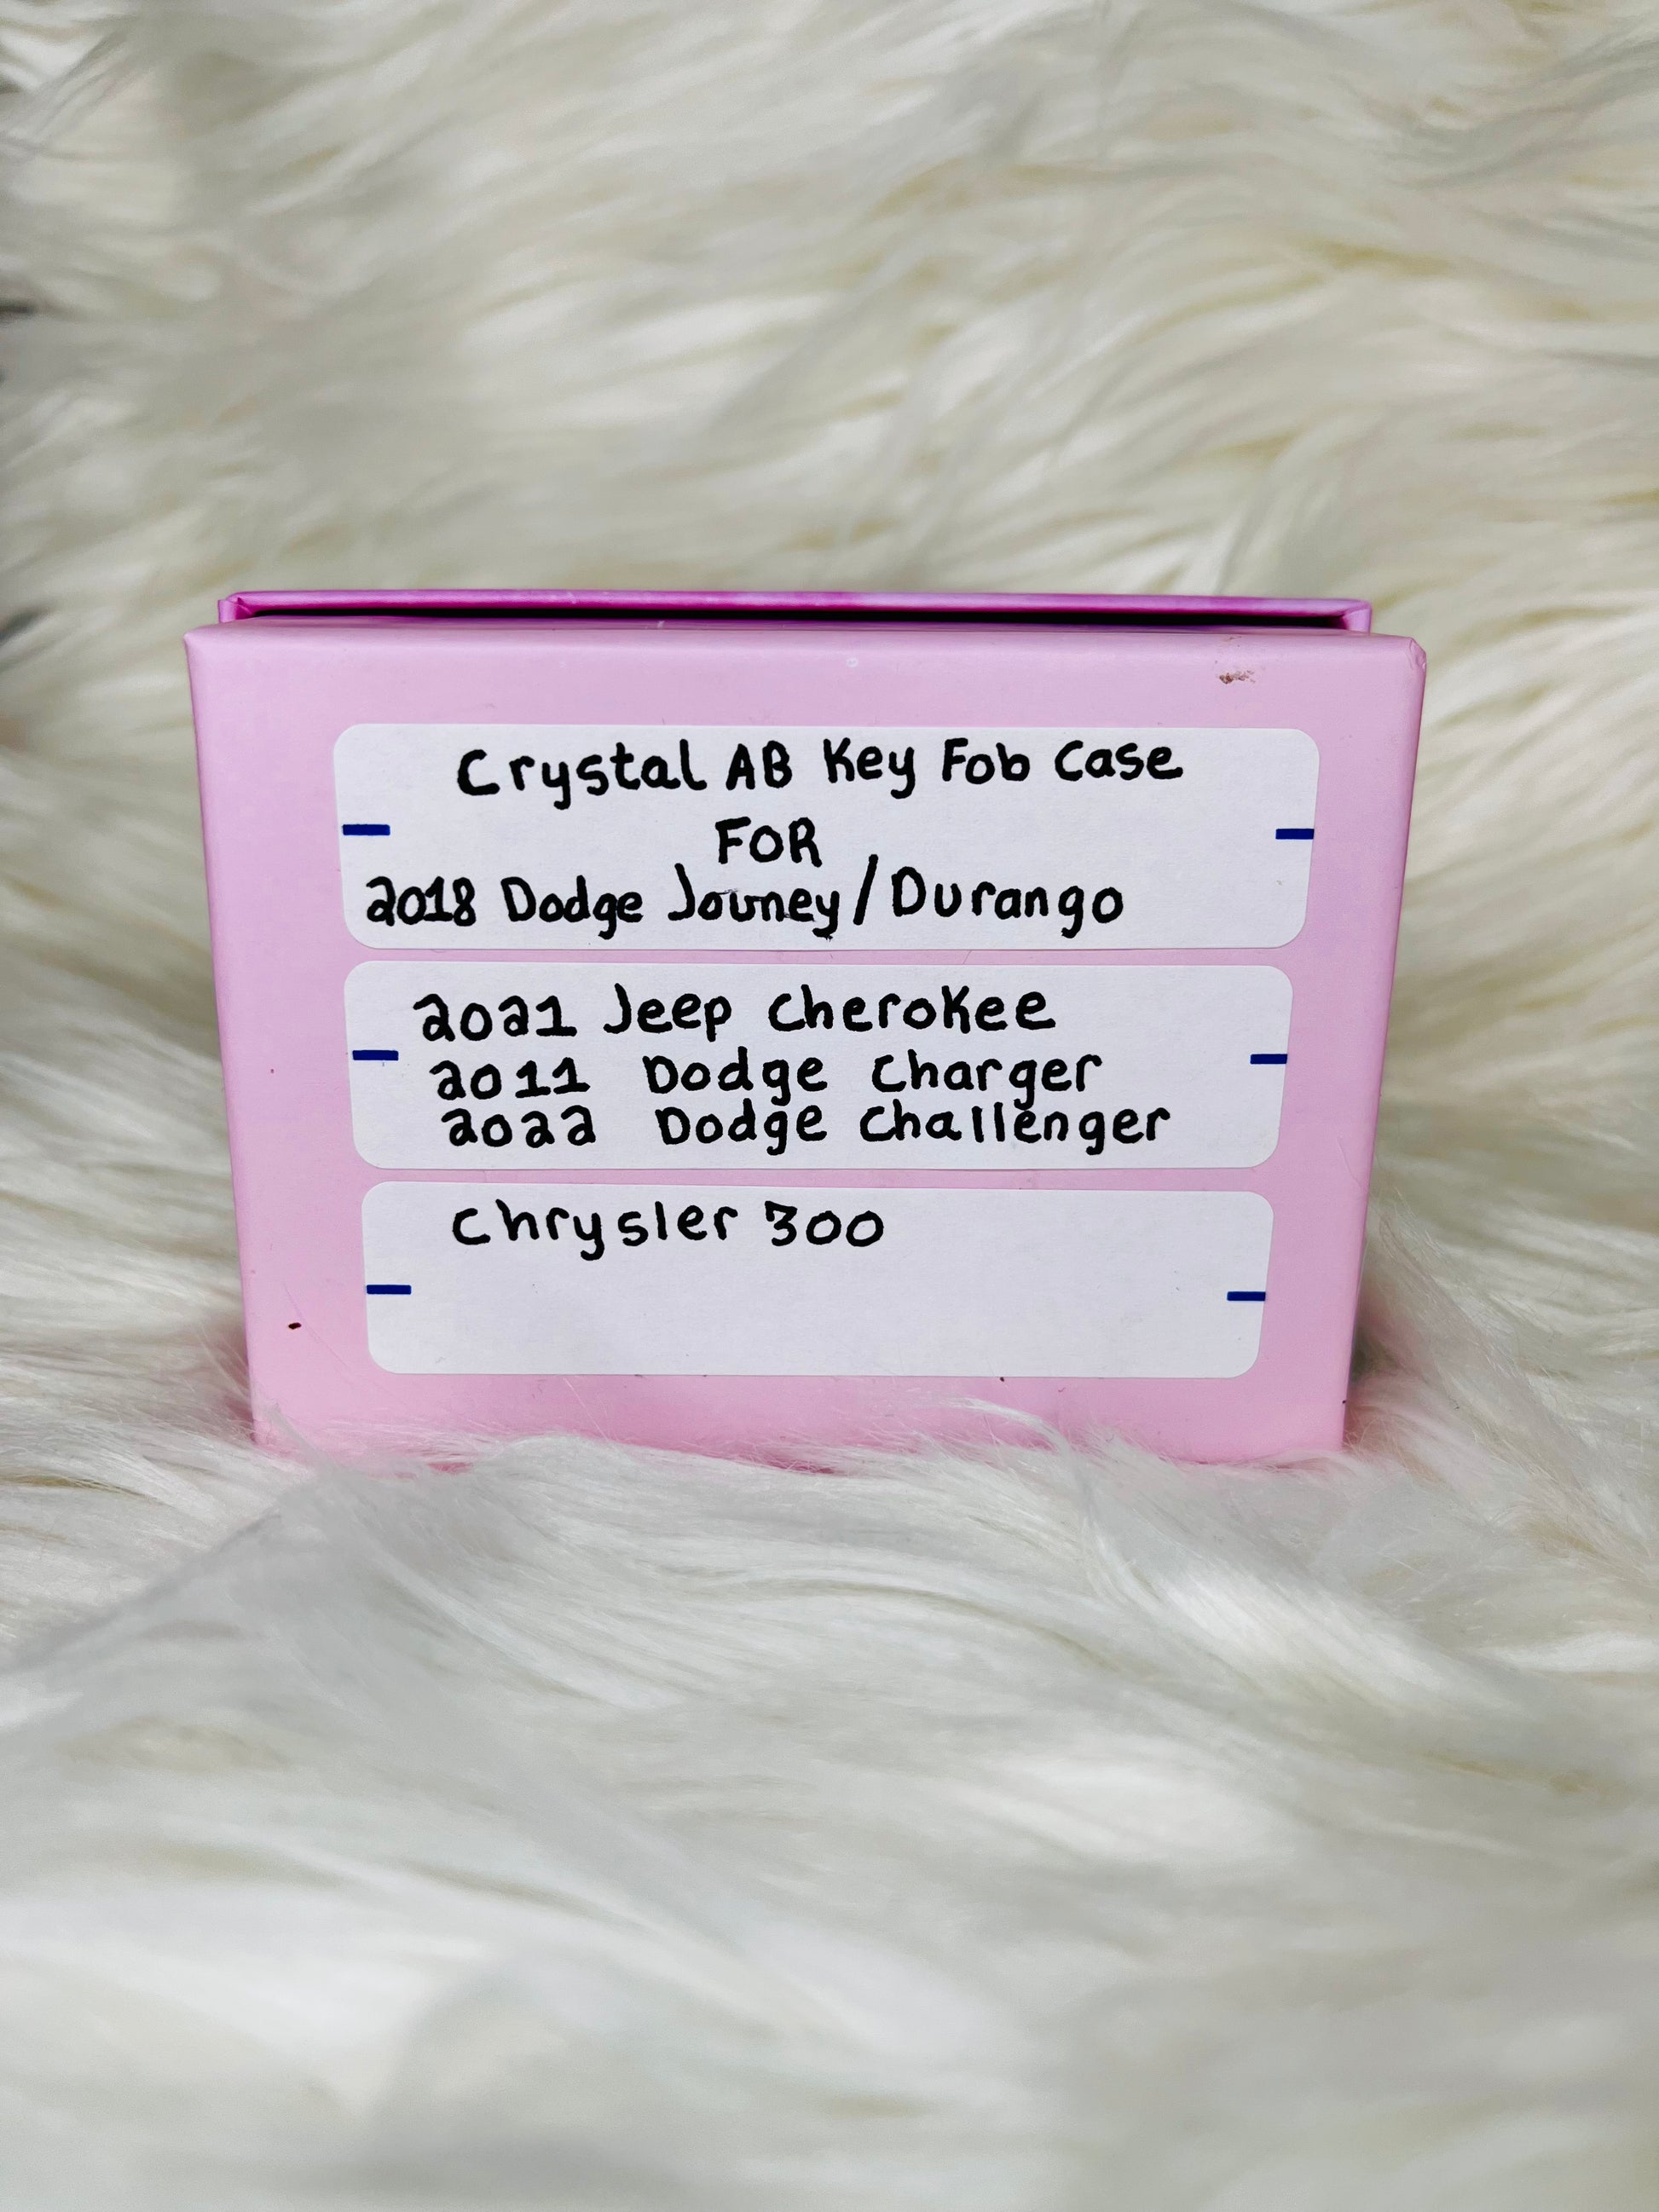 Crystal AB Key Fob Case
FOR
2018 Dodge Jouney/Durango
2021 Jeep Cherokee
2011 Dodge Charger
2022 Dodge Challenger
Chrysler 300